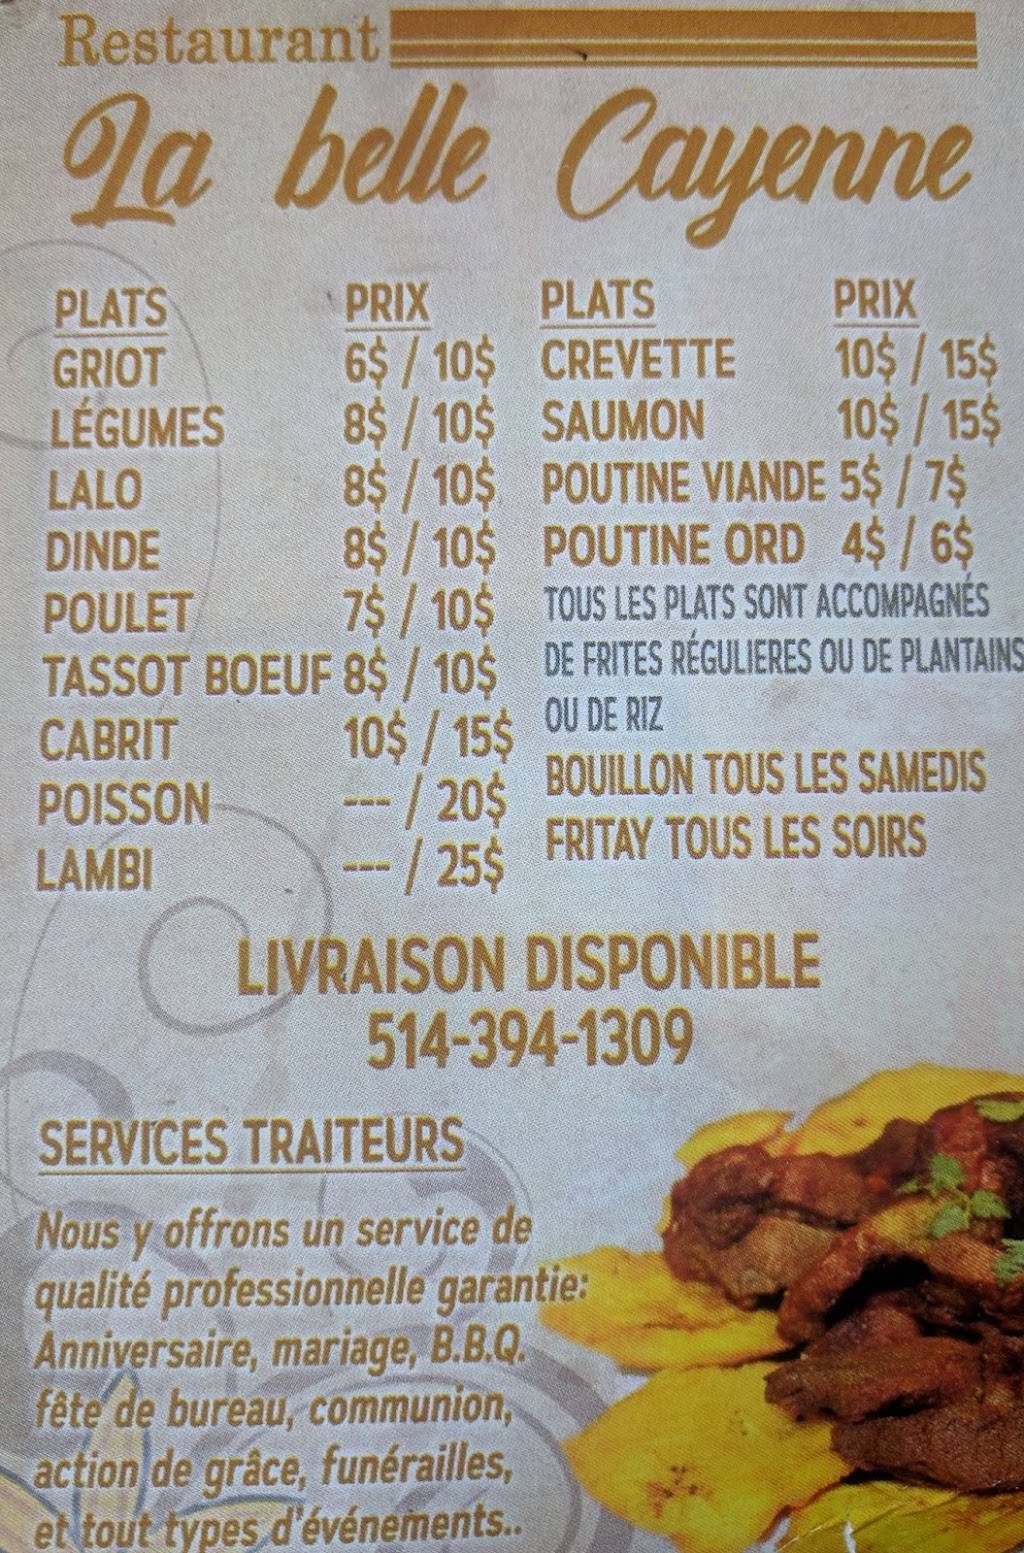 Restaurant
La belle Cayenne
PLATS PRIX
GRIOT 6$ / 10$
LÉGUMES 8$ / 10$
LALO 8$ / 10$
DINDE 8$ / 10$
POULET 7$ / 10$
TASSOT BOEUF 8$ / 10$
CABRIT 10$ / 15$
POISSON --- / 20$
LAMBI --- / 25$
PLATS PRIX
CREVETTE 10$ / 15$
SAUMON 10$ / 15$
POUTINE VIANDE 5$ / 7$
POUTINE ORD 4$ / 6$
TOUS LES PLATS SONT ACCOMPAGNÉS
DE FRITES RÉGULIERES OU DE PLANTAINS
OU DE RIZ
BOUILLON TOUS LES SAMEDIS
FRITAY TOUS LES SOIRS
LIVRAISON DISPONIBLE
514-394-1309
SERVICES TRAITEURS
Nous y offrons un service de
qualité professionnelle garantie:
Anniversaire, mariage, B.B.Q.
fête de bureau, communion,
action de grâce, funérailles,
et tout types d'événements..